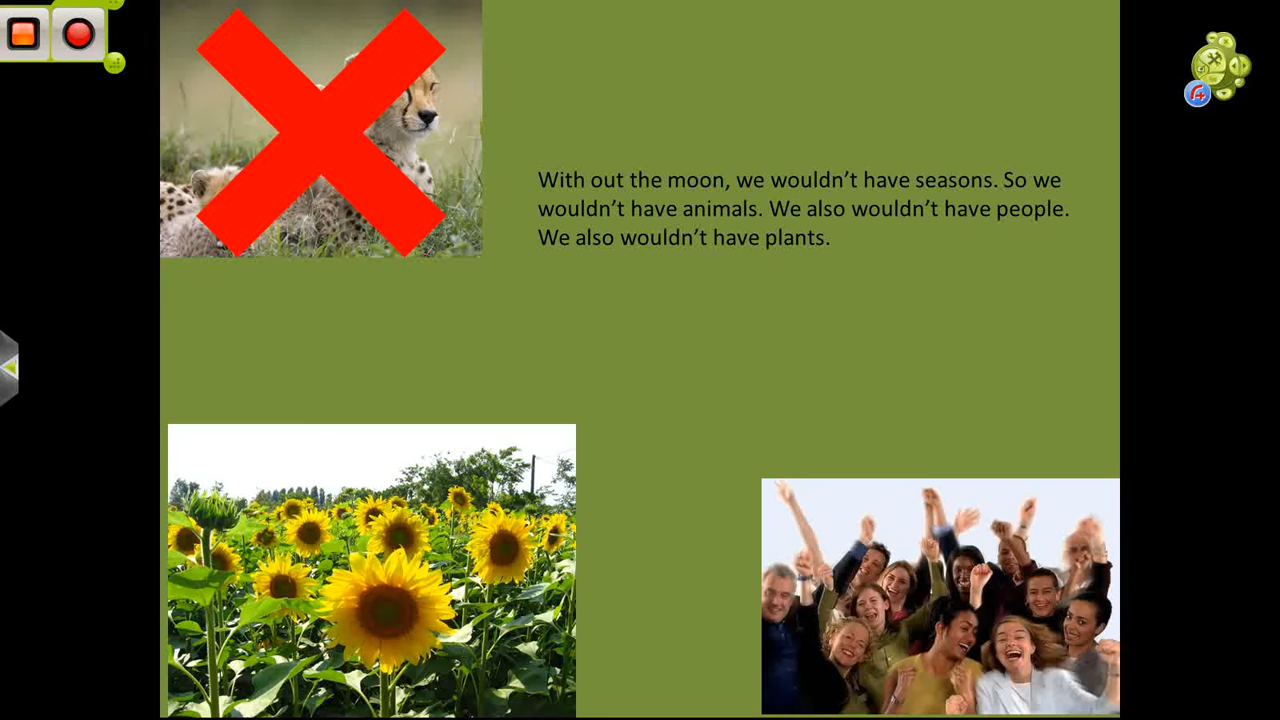 With out the moon, we wouldn’t have seasons. So we
wouldn’t have animals. We also wouldn’t have people.
We also wouldn’t have plants.